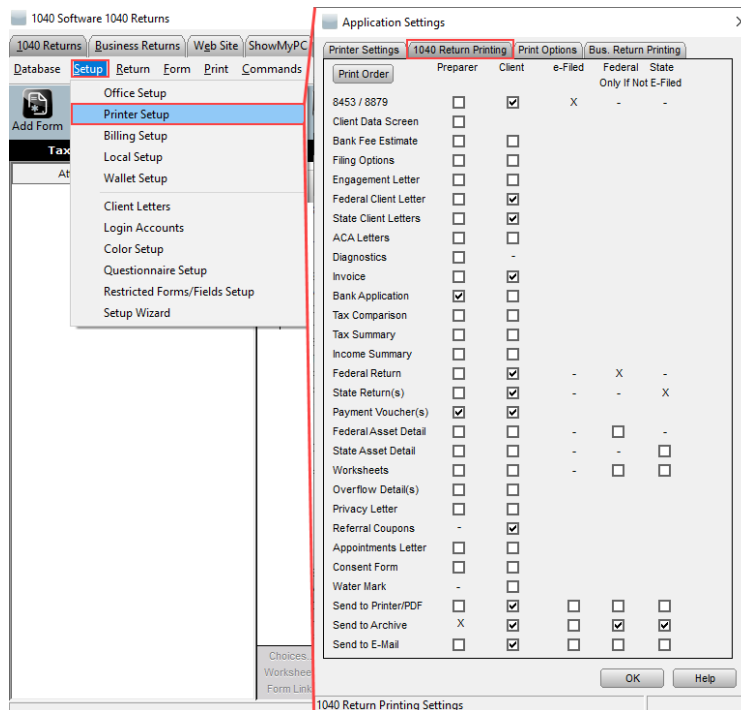 1040 Software 1040 Returns
1040 Returns Business Returns Web Site ShowMyPC
Database Setup Return Form Print Commands
Add Form
Tax
At
Office Setup
Printer Setup
Billing Setup
Local Setup
Wallet Setup
Client Letters
Login Accounts
Color Setup
Questionnaire Setup
Restricted Forms/Fields Setup
Setup Wizard
Choices
Workshee
Form Link
Application Settings
Printer Settings 1040 Return Printing Print Options Bus. Return Printing
Print Order Preparer Client e-Filed Federal State
Only If Not E-Filed
8453 / 8879 X - -
Client Data Screen
Bank Fee Estimate
Filing Options
Engagement Letter
Federal Client Letter
State Client Letters
ACA Letters
Diagnostics -
Invoice
Bank Application
Tax Comparison
Tax Summary
Income Summary
Federal Return - X -
State Return(s) - - X
Payment Voucher(s)
Federal Asset Detail - -
State Asset Detail - -
Worksheets -
Overflow Detail(s)
Privacy Letter
Referral Coupons -
Appointments Letter
Consent Form
Water Mark -
Send to Printer/PDF
Send to Archive X
Send to E-Mail
OK Help
1040 Return Printing Settings